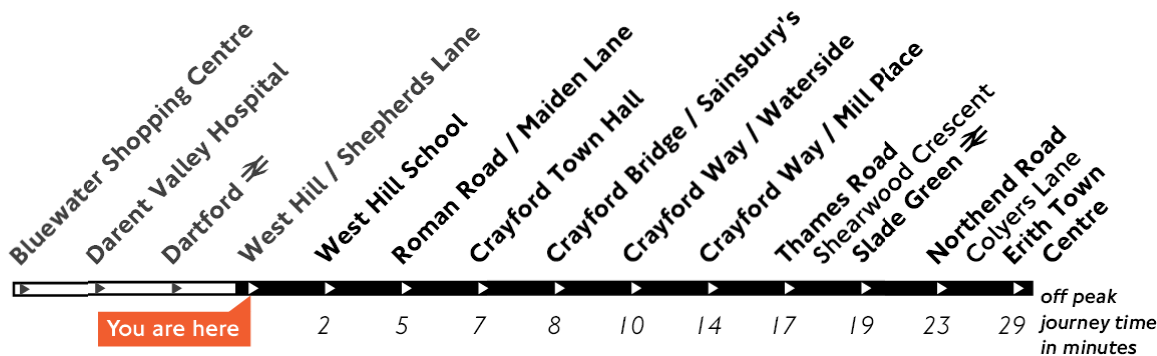 Bluewater Shopping Centre
Darent Valley Hospital
Dartford
West Hill / Shepherds Lane
West Hill School
Roman Road / Maiden Lane
Crayford Town Hall
Crayford Bridge / Sainsbury's
Crayford Way / Waterside
Crayford Way / Mill Place
Thames Road
Shearwood Crescent
Slade Green
Northend Road
Colyers Lane
Erith Town
Centre
You are here
2 5 7 8 10 14 17 19 23 29
off peak
journey time
in minutes